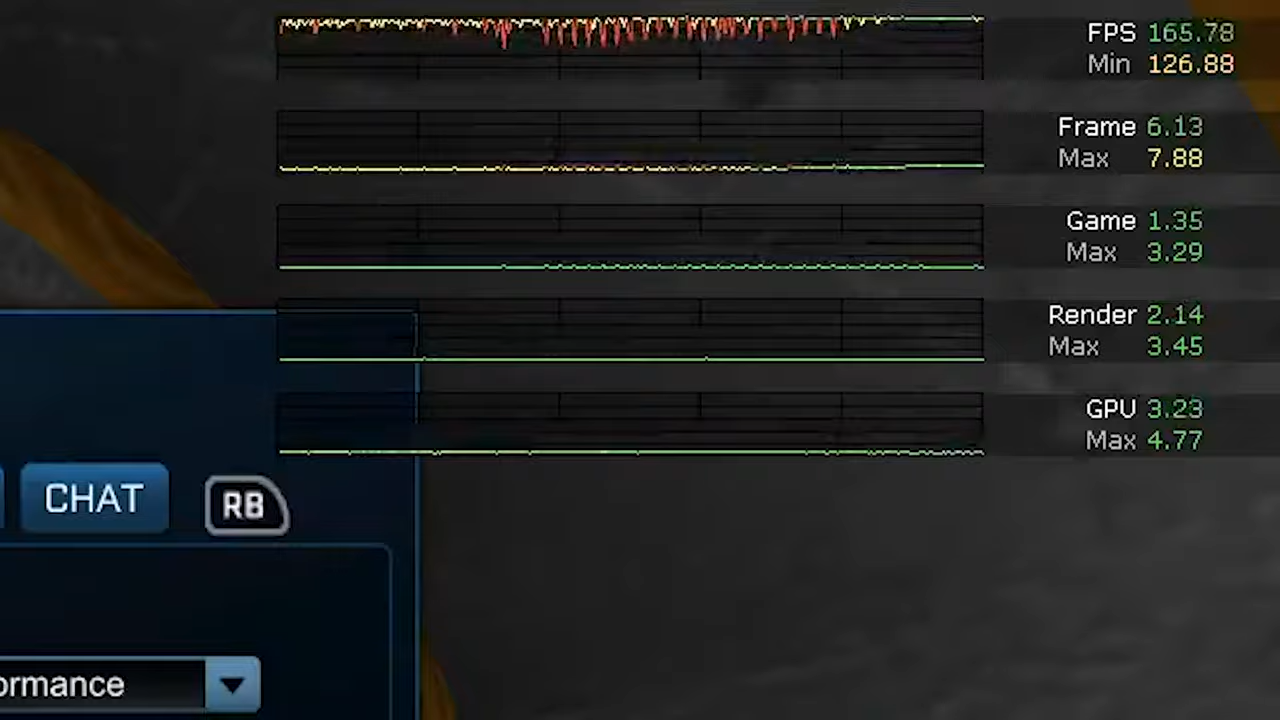 FPS 165.78
Min 126.88
Frame 6.13
Max 7.88
Game 1.35
Max 3.29
Render 2.14
Max 3.45
GPU 3.23
Max 4.77
CHAT RB
ormance